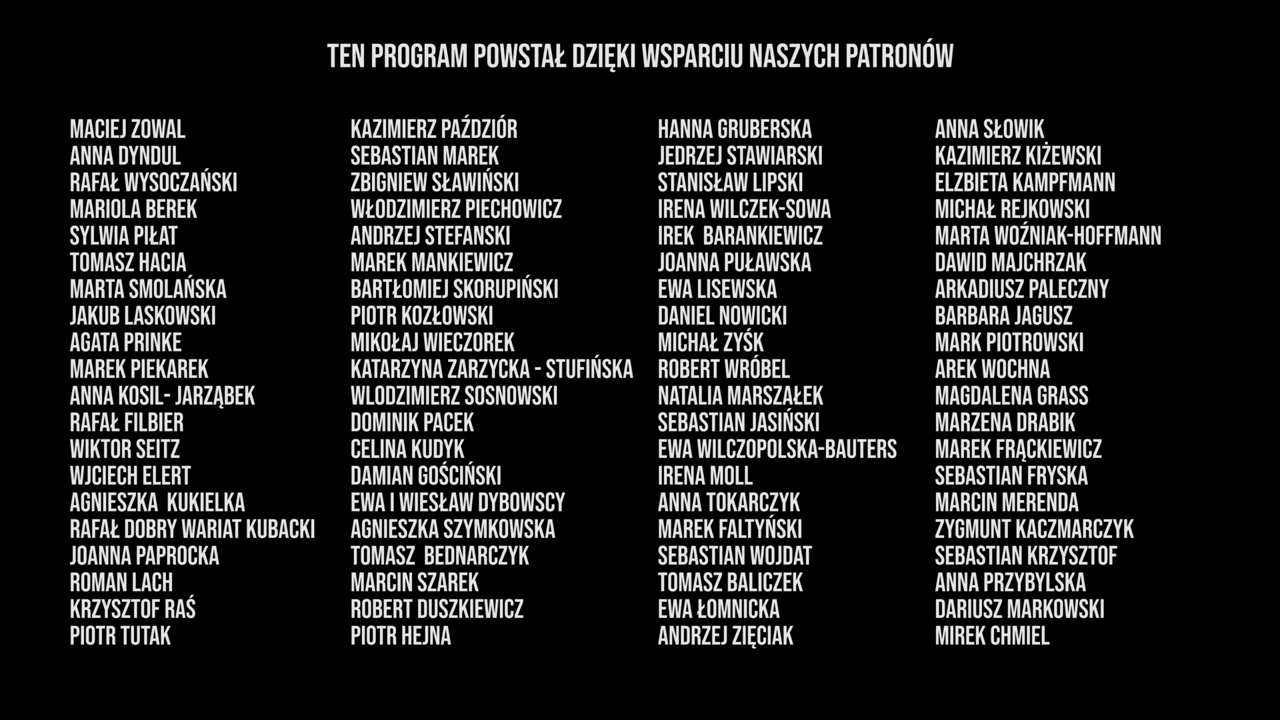 TEN PROGRAM POWSTAŁ DZIĘKI WSPARCIU NASZYCH PATRONÓW
MACIEJ ZOWAL
ANNA DYNDUL
RAFAŁ WYSOCZAŃSKI
MARIOLA BEREK
SYLWIA PIŁAT
TOMASZ HACIA
MARTA SMOLAŃSKA
JAKUB LASKOWSKI
AGATA PRINKE
MAREK PIEKAREK
ANNA KOSIL- JARZĄBEK
RAFAŁ FILBIER
WIKTOR SEITZ
WJCIECH ELERT
AGNIESZKA  KUKIELKA
RAFAŁ DOBRY WARIAT KUBACKI
JOANNA PAPROCKA
ROMAN LACH
KRZYSZTOF RAŚ
PIOTR TUTAK
KAZIMIERZ PAŹDZIÓR
SEBASTIAN MAREK
ZBIGNIEW SŁAWIŃSKI
WŁODZIMIERZ PIECHOWICZ
ANDRZEJ STEFANSKI
MAREK MANKIEWICZ
BARTŁOMIEJ SKORUPIŃSKI
PIOTR KOZŁOWSKI
MIKOŁAJ WIECZOREK
KATARZYNA ZARZYCKA - STUFIŃSKA
WLODZIMIERZ SOSNOWSKI
DOMINIK PACEK
CELINA KUDYK
DAMIAN GOŚCIŃSKI
EWA I WIESŁAW DYBOWSCY
AGNIESZKA SZYMKOWSKA
TOMASZ  BEDNARCZYK
MARCIN SZAREK
ROBERT DUSZKIEWICZ
PIOTR HEJNA
HANNA GRUBERSKA
JEDRZEJ STAWIARSKI
STANISŁAW LIPSKI
IRENA WILCZEK-SOWA
IREK  BARANKIEWICZ
JOANNA PUŁAWSKA
EWA LISEWSKA
DANIEL NOWICKI
MICHAŁ ZYŚK
ROBERT WRÓBEL
NATALIA MARSZAŁEK
SEBASTIAN JASIŃSKI
EWA WILCZOPOLSKA-BAUTERS
IRENA MOLL
ANNA TOKARCZYK
MAREK FALTYŃSKI
SEBASTIAN WOJDAT
TOMASZ BALICZEK
EWA ŁOMNICKA
ANDRZEJ ZIĘCIAK
ANNA SŁOWIK
KAZIMIERZ KIŻEWSKI
ELZBIETA KAMPFMANN
MICHAŁ REJKOWSKI
MARTA WOŹNIAK-HOFFMANN
DAWID MAJCHRZAK
ARKADIUSZ PALECZNY
BARBARA JAGUSZ
MARK PIOTROWSKI
AREK WOCHNA
MAGDALENA GRASS
MARZENA DRABIK
MAREK FRĄCKIEWICZ
SEBASTIAN FRYSKA
MARCIN MERENDA
ZYGMUNT KACZMARCZYK
SEBASTIAN KRZYSZTOF
ANNA PRZYBYLSKA
DARIUSZ MARKOWSKI
MIREK CHMIEL